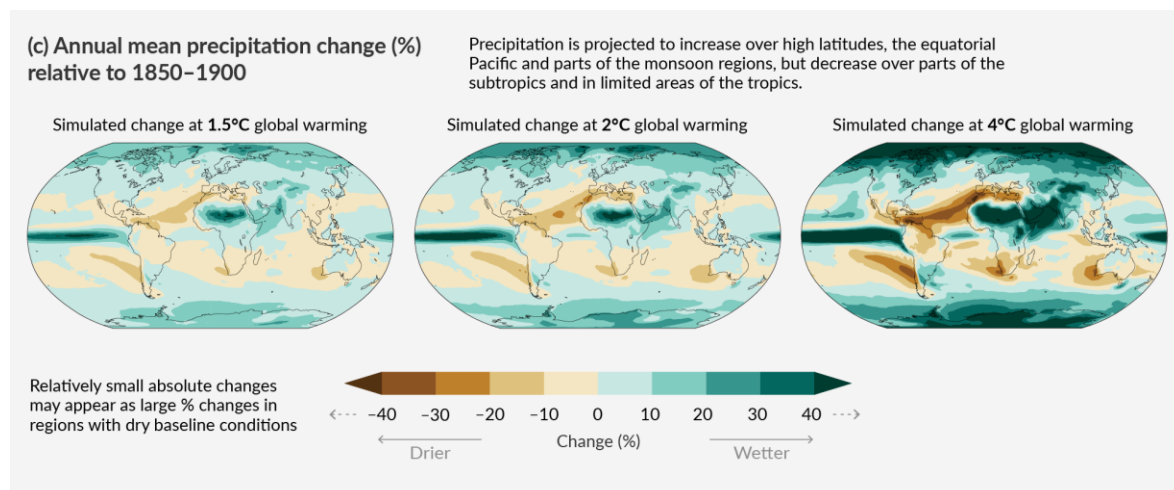 (c) Annual mean precipitation change (%)
relative to 1850–1900
Precipitation is projected to increase over high latitudes, the equatorial
Pacific and parts of the monsoon regions, but decrease over parts of the
subtropics and in limited areas of the tropics.
Simulated change at 1.5°C global warming
Simulated change at 2°C global warming
Simulated change at 4°C global warming
Relatively small absolute changes
may appear as large % changes in
regions with dry baseline conditions
–40 –30 –20 –10 0 10 20 30 40
Change (%)
Drier
Wetter